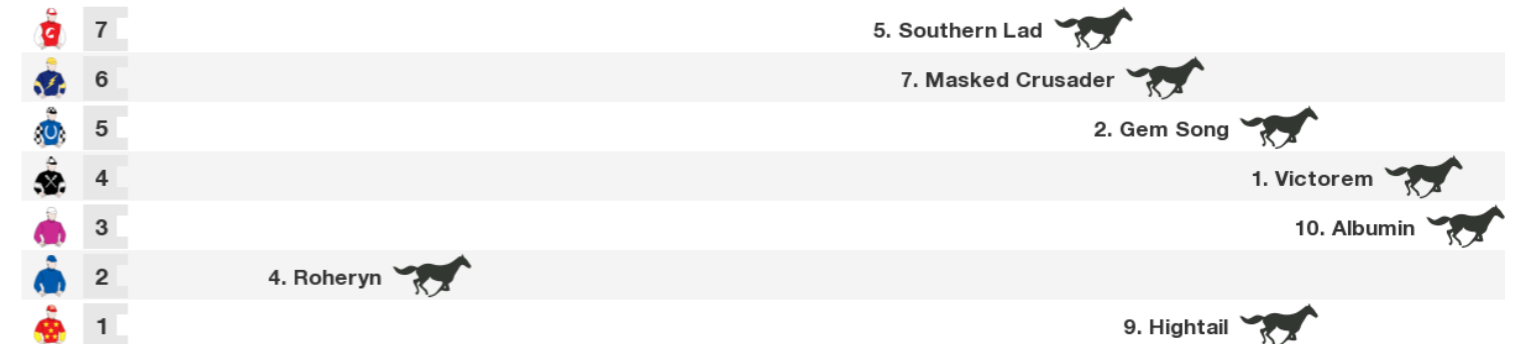 7 5. Southern Lad
6 7. Masked Crusader
5 2. Gem Song
4 1. Victorem
3 10. Albumin
2 4. Roheryn
1 9. Hightail